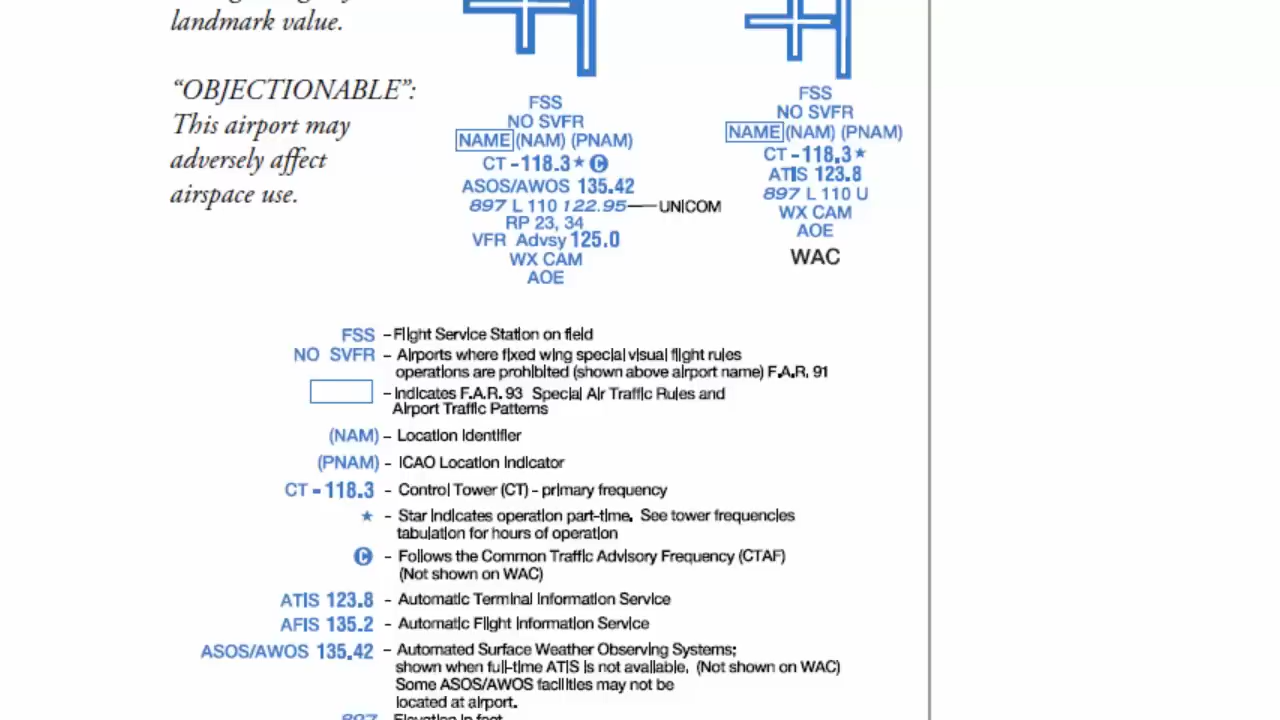 landmark value.
“OBJECTIONABLE”:
This airport may
adversely affect
airspace use.
FSS
NO SVFR
NAME (NAM) (PNAM)
CT - 118.3 ★ C
ASOS/AWOS 135.42
897 L 110 122.95 UNICOM
RP 23, 34
VFR Advsy 125.0
WX CAM
AOE
FSS
NO SVFR
NAME (NAM) (PNAM)
CT - 118.3 ★
ATIS 123.8
897 L 110 U
WX CAM
AOE
WAC
FSS – Flight Service Station on field
NO SVFR – Airports where fixed wing special visual flight rules
operations are prohibited (shown above airport name) F.A.R. 91
– Indicates F.A.R. 93 Special Air Traffic Rules and
Airport Traffic Patterns
(NAM) – Location Identifier
(PNAM) – ICAO Location Indicator
CT - 118.3 – Control Tower (CT) – primary frequency
★ – Star indicates operation part-time. See tower frequencies
tabulation for hours of operation
C – Follows the Common Traffic Advisory Frequency (CTAF)
(Not shown on WAC)
ATIS 123.8 – Automatic Terminal Information Service
AFIS 135.2 – Automatic Flight Information Service
ASOS/AWOS 135.42 – Automated Surface Weather Observing Systems;
shown when full-time ATIS is not available. (Not shown on WAC)
Some ASOS/AWOS facilities may not be
located at airport.
897 Elevation in feet